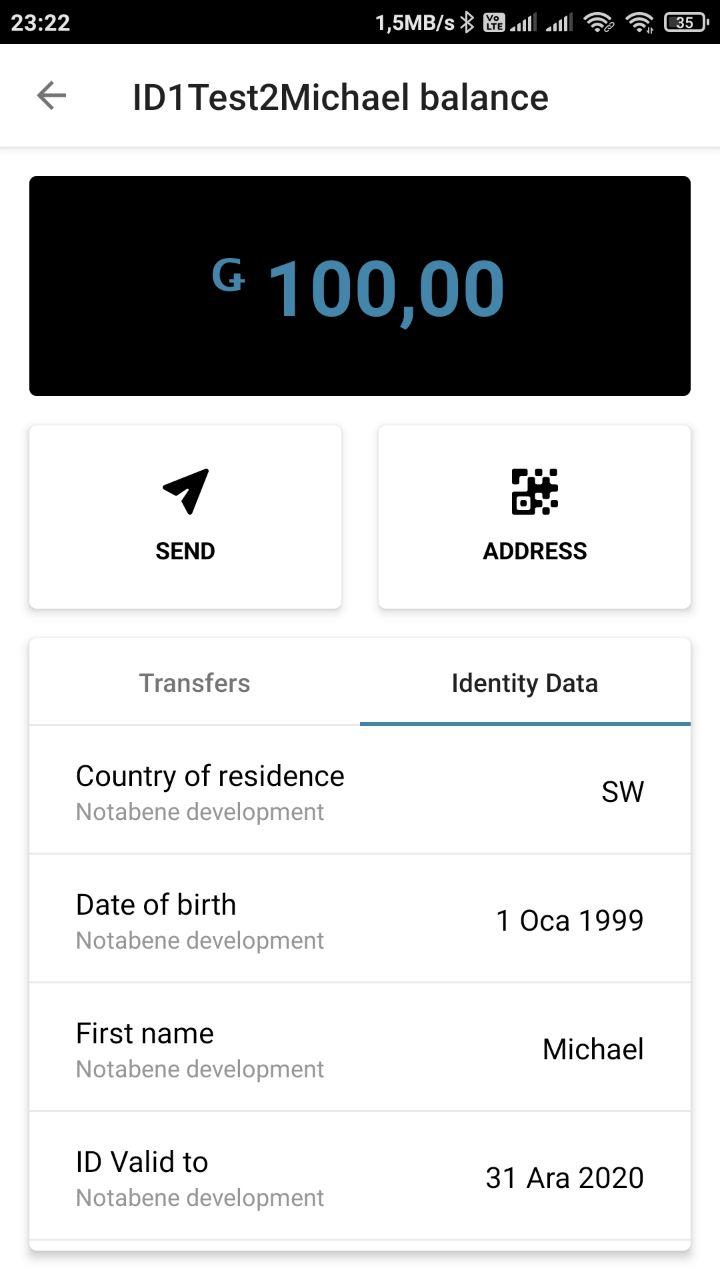 23:22
1,5MB/s Vo LTE 35
ID1Test2Michael balance
Ǥ 100,00
SEND
ADDRESS
Transfers
Identity Data
Country of residence
SW
Notabene development
Date of birth
1 Oca 1999
Notabene development
First name
Michael
Notabene development
ID Valid to
31 Ara 2020
Notabene development